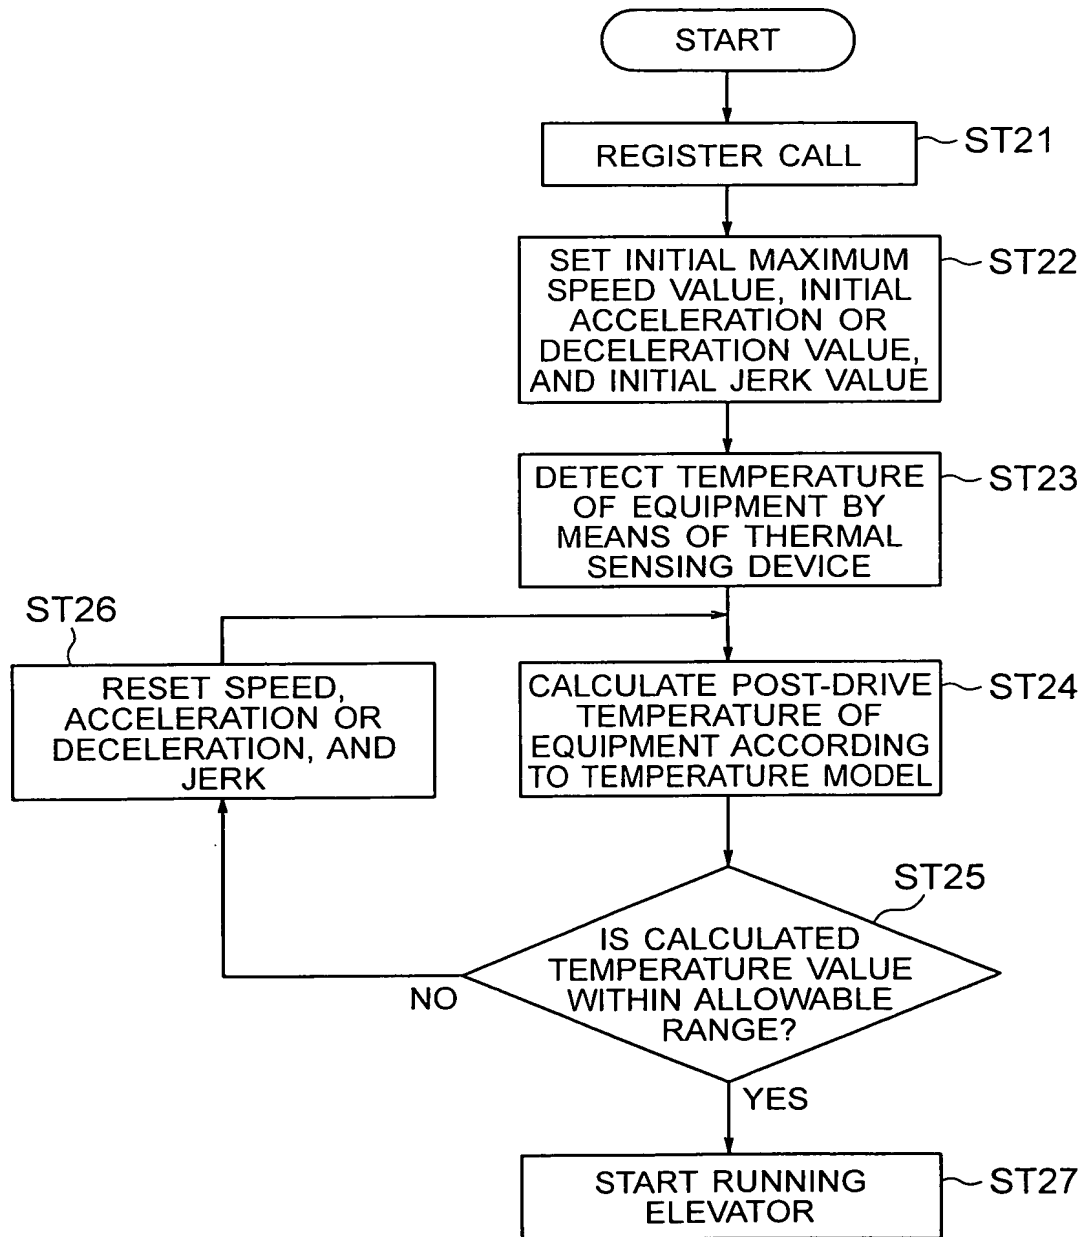 START
REGISTER CALL
ST21
SET INITIAL MAXIMUM
SPEED VALUE, INITIAL
ACCELERATION OR
DECELERATION VALUE,
AND INITIAL JERK VALUE
ST22
DETECT TEMPERATURE
OF EQUIPMENT BY
MEANS OF THERMAL
SENSING DEVICE
ST23
ST26
RESET SPEED,
ACCELERATION OR
DECELERATION, AND
JERK
CALCULATE POST-DRIVE
TEMPERATURE OF
EQUIPMENT ACCORDING
TO TEMPERATURE MODEL
ST24
ST25
IS CALCULATED
TEMPERATURE VALUE
WITHIN ALLOWABLE
RANGE?
NO
YES
START RUNNING
ELEVATOR
ST27